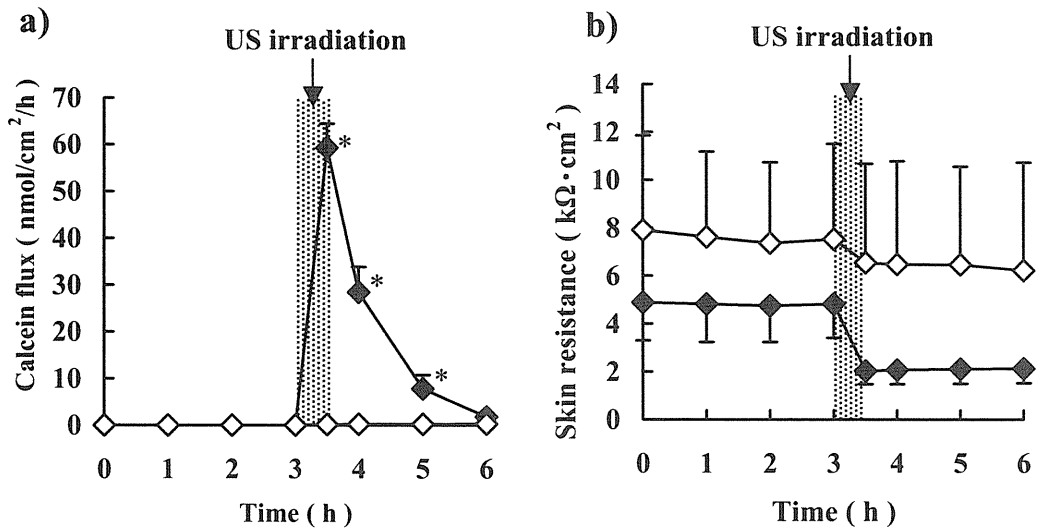 a)
US irradiation
Calcein flux ( nmol/cm²/h )
70
60
50
40
30
20
10
0
*
*
*
0 1 2 3 4 5 6
Time ( h )
b)
US irradiation
Skin resistance ( kΩ·cm² )
14
12
10
8
6
4
2
0
0 1 2 3 4 5 6
Time ( h )